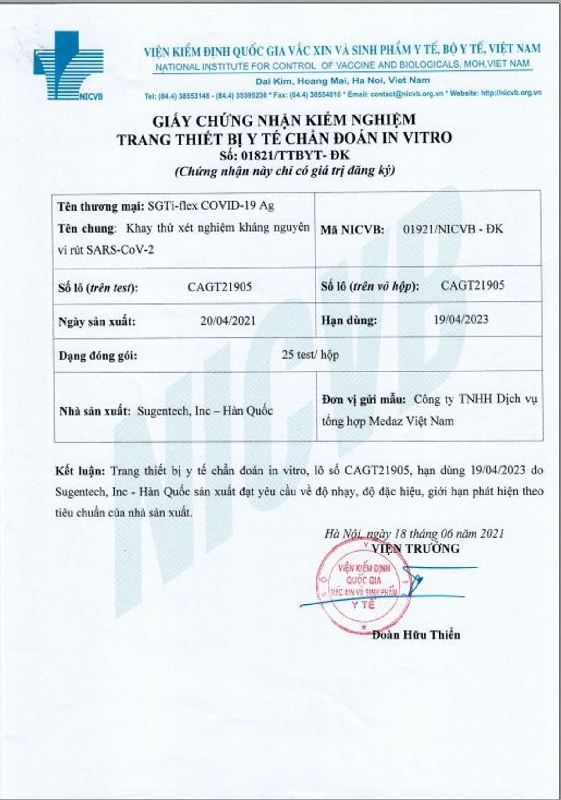 NICVB
VIỆN KIỂM ĐỊNH QUỐC GIA VẮC XIN VÀ SINH PHẨM Y TẾ, BỘ Y TẾ, VIỆT NAM
NATIONAL INSTITUTE FOR CONTROL OF VACCINE AND BIOLOGICALS. MOH,VIET NAM
Dai Kim, Hoang Mai, Ha Noi, Viet Nam
Tel: (84.4) 38553148 - (84.4) 35595236 * Fax: (84.4) 38554816 * Email: contact@nicvb.org.vn * Website: http://nicvb.org.vn
GIẤY CHỨNG NHẬN KIỂM NGHIỆM
TRANG THIẾT BỊ Y TẾ CHẨN ĐOÁN IN VITRO
Số: 01821/TTBYT- ĐK
(Chứng nhận này chỉ có giá trị đăng ký)
Tên thương mại: SGTi-flex COVID-19 Ag
Tên chung: Khay thử xét nghiệm kháng nguyên
vi rút SARS-CoV-2
Mã NICVB: 01921/NICVB - ĐK
Số lô (trên test): CAGT21905
Số lô (trên vỏ hộp): CAGT21905
Ngày sản xuất: 20/04/2021
Hạn dùng: 19/04/2023
Dạng đóng gói: 25 test/ hộp
Nhà sản xuất: Sugentech, Inc – Hàn Quốc
Đơn vị gửi mẫu: Công ty TNHH Dịch vụ
tổng hợp Medaz Việt Nam
Kết luận: Trang thiết bị y tế chẩn đoán in vitro, lô số CAGT21905, hạn dùng 19/04/2023 do
Sugentech, Inc - Hàn Quốc sản xuất đạt yêu cầu về độ nhạy, độ đặc hiệu, giới hạn phát hiện theo
tiêu chuẩn của nhà sản xuất.
Hà Nội, ngày 18 tháng 06 năm 2021
VIỆN TRƯỞNG
VIỆN KIỂM ĐỊNH
QUỐC GIA
VẮC XIN VÀ SINH PHẨM
Y TẾ
Đoàn Hữu Thiển
NICVB